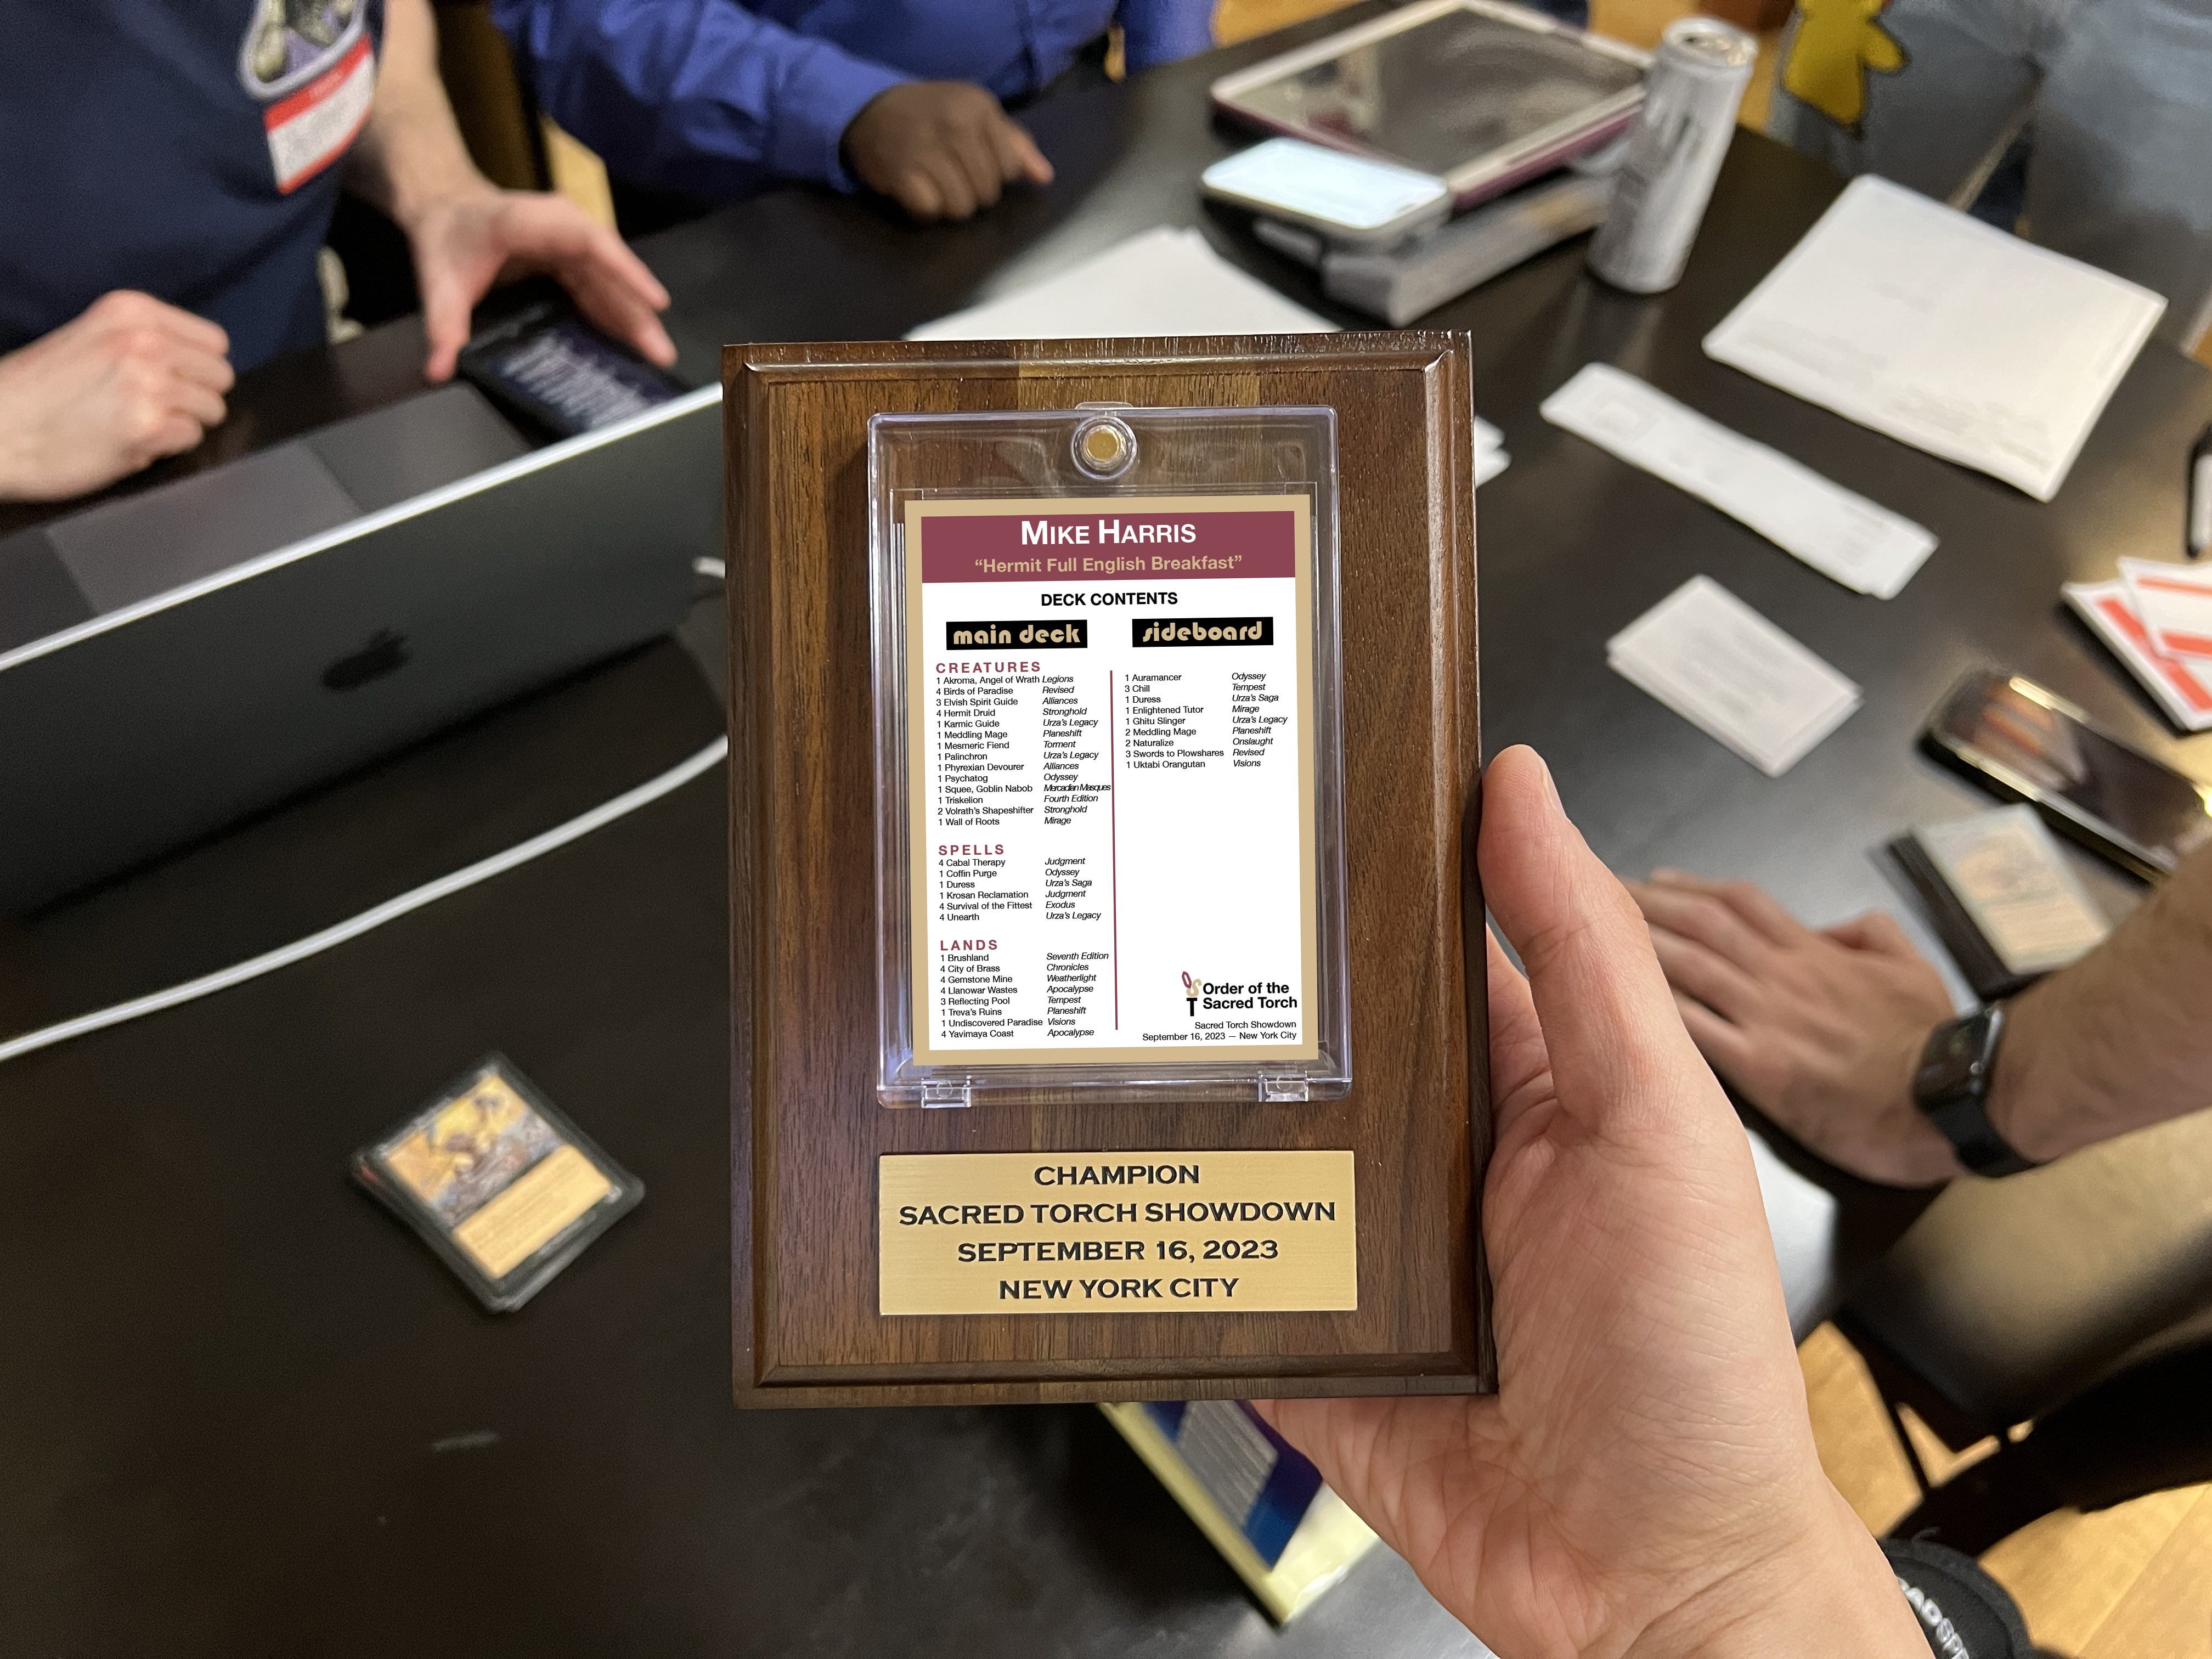 MIKE HARRIS
“Hermit Full English Breakfast”
DECK CONTENTS
main deck
CREATURES
1 Akroma, Angel of Wrath Legions
4 Birds of Paradise Revised
3 Elvish Spirit Guide Alliances
4 Hermit Druid Stronghold
1 Karmic Guide Urza's Legacy
1 Meddling Mage Planeshift
1 Mesmeric Fiend Torment
1 Palinchron Urza's Legacy
1 Phyrexian Devourer Alliances
1 Psychatog Odyssey
1 Squee, Goblin Nabob Mercadian Masques
1 Triskelion Fourth Edition
2 Volrath's Shapeshifter Stronghold
1 Wall of Roots Mirage
SPELLS
4 Cabal Therapy Judgment
1 Coffin Purge Odyssey
1 Duress Urza's Saga
1 Krosan Reclamation Judgment
4 Survival of the Fittest Exodus
4 Unearth Urza's Legacy
LANDS
1 Brushland Seventh Edition
4 City of Brass Chronicles
4 Gemstone Mine Weatherlight
4 Llanowar Wastes Apocalypse
3 Reflecting Pool Tempest
1 Treva's Ruins Planeshift
1 Undiscovered Paradise Visions
4 Yavimaya Coast Apocalypse
sideboard
1 Auramancer Odyssey
3 Chill Tempest
1 Duress Urza's Saga
1 Enlightened Tutor Mirage
1 Ghitu Slinger Urza's Legacy
2 Meddling Mage Planeshift
2 Naturalize Onslaught
3 Swords to Plowshares Revised
1 Uktabi Orangutan Visions
OST
Order of the
Sacred Torch
Sacred Torch Showdown
September 16, 2023 — New York City
CHAMPION
SACRED TORCH SHOWDOWN
SEPTEMBER 16, 2023
NEW YORK CITY